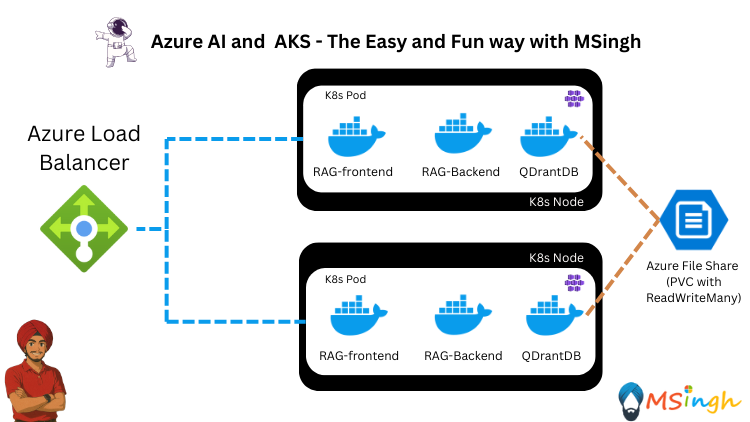 Azure AI and AKS - The Easy and Fun way with MSingh
Azure Load
Balancer
K8s Pod
RAG-frontend
RAG-Backend
QDrantDB
K8s Node
K8s Node
K8s Pod
RAG-frontend
RAG-Backend
QDrantDB
Azure File Share
(PVC with
ReadWriteMany)
MSingh